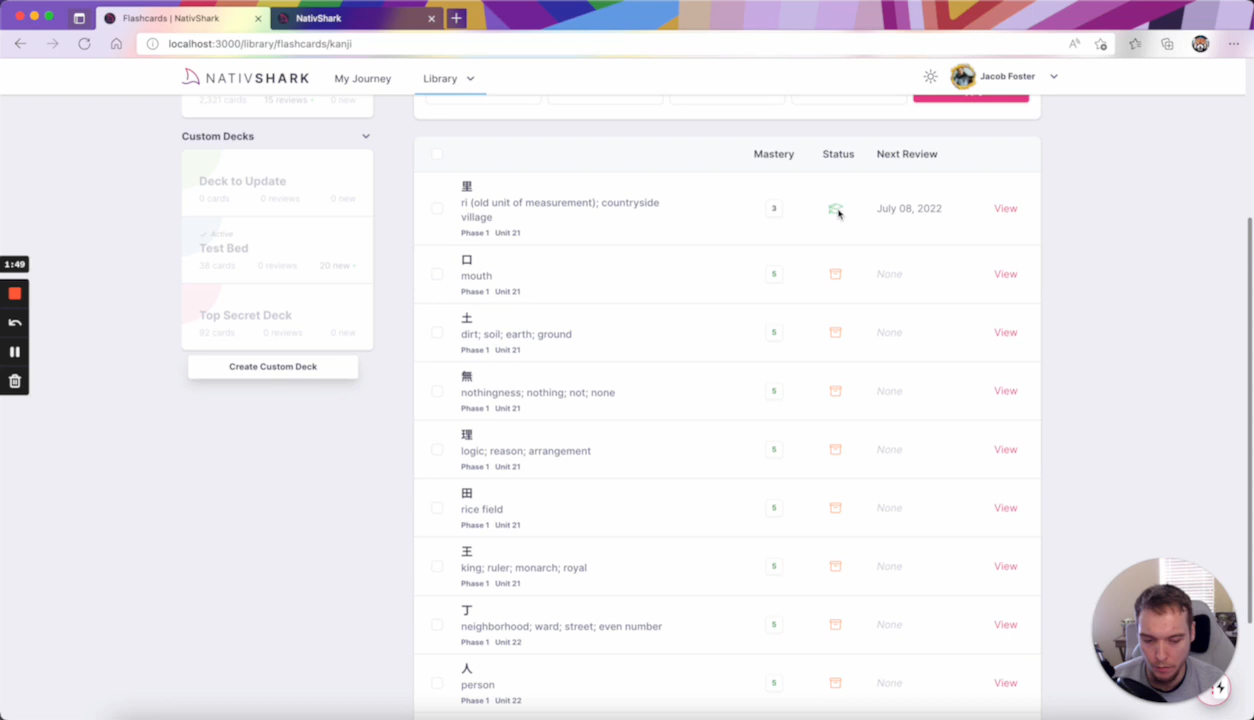 Flashcards | NativShark
NativShark
localhost:3000/library/flashcards/kanji
NATIVSHARK
My Journey
Library
Jacob Foster
2,321 cards 15 reviews 0 new
Custom Decks
Deck to Update
0 cards 0 reviews 0 new
Active
Test Bed
38 cards 0 reviews 20 new
Top Secret Deck
92 cards 0 reviews 0 new
Create Custom Deck
1:49
Mastery Status Next Review
里
ri (old unit of measurement); countryside
village
Phase 1 Unit 21
3 July 08, 2022 View
口
mouth
Phase 1 Unit 21
5 None View
土
dirt; soil; earth; ground
Phase 1 Unit 21
5 None View
無
nothingness; nothing; not; none
Phase 1 Unit 21
5 None View
理
logic; reason; arrangement
Phase 1 Unit 21
5 None View
田
rice field
Phase 1 Unit 21
5 None View
王
king; ruler; monarch; royal
Phase 1 Unit 21
5 None View
丁
neighborhood; ward; street; even number
Phase 1 Unit 22
5 None View
人
person
Phase 1 Unit 22
5 None View